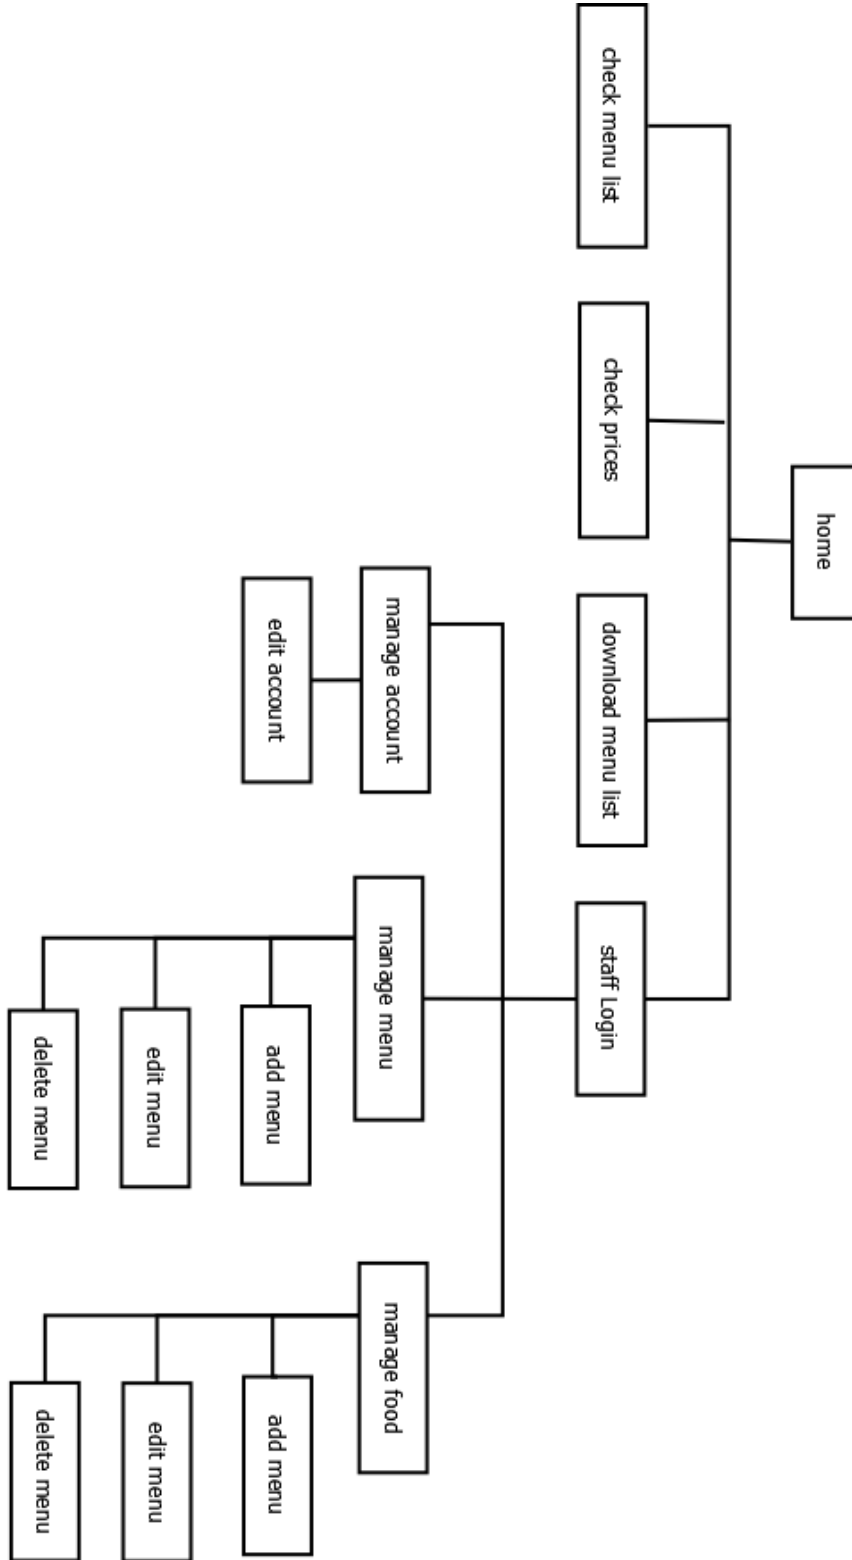 home
check menu list
check prices
download menu list
staff Login
manage account
manage menu
manage food
edit account
add menu
add menu
edit menu
edit menu
delete menu
delete menu